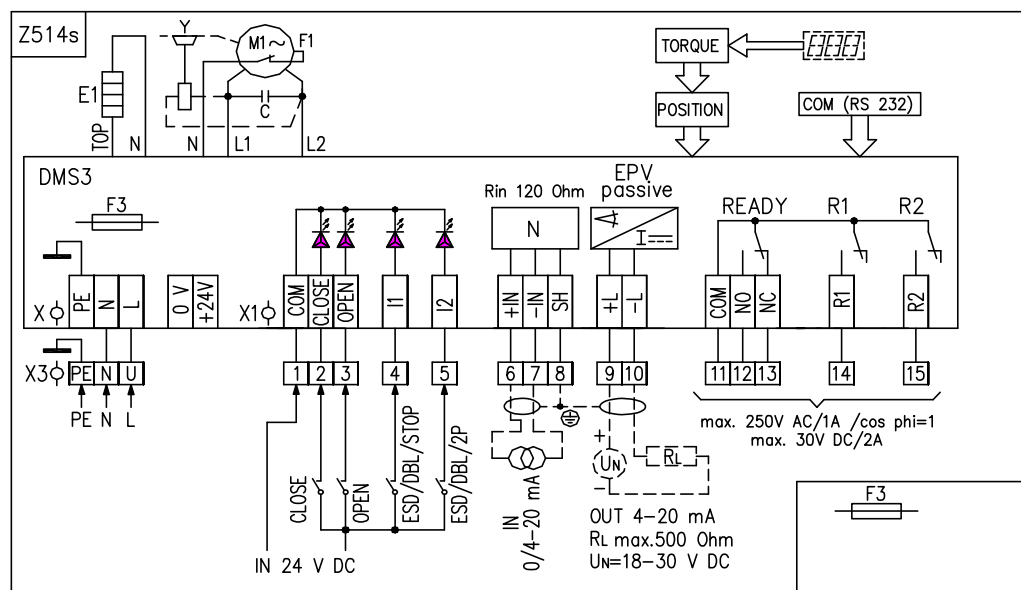 Z514s
Y
M1~
F1
E1
C
TOP
N
N
L1
L2
TORQUE
POSITION
COM (RS 232)
DMS3
F3
Rin 120 Ohm
N
EPV
passive
I
READY
R1
R2
X
PE
N
L
0 V
+24V
X1
COM
CLOSE
OPEN
I1
I2
+IN
-IN
SH
+L
-L
COM
NO
NC
R1
R2
X3
PE
N
U
1
2
3
4
5
6
7
8
9
10
11
12
13
14
15
PE N L
CLOSE
OPEN
ESD/DBL/STOP
ESD/DBL/2P
IN 24 V DC
IN
0/4-20 mA
+
UN
-
RL
OUT 4-20 mA
RL max.500 Ohm
UN=18-30 V DC
max. 250V AC/1A /cos phi=1
max. 30V DC/2A
F3